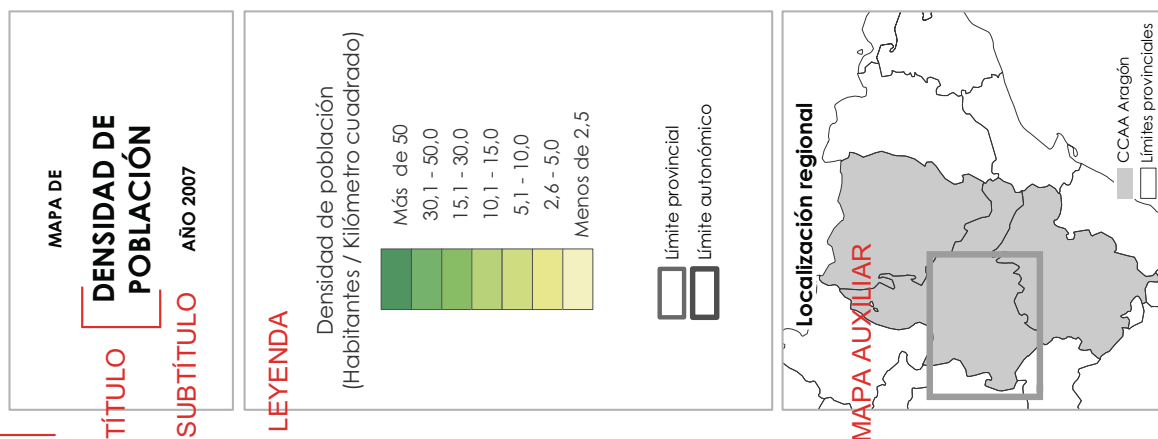 MAPA DE
DENSIDAD DE
POBLACIÓN
AÑO 2007
TÍTULO
SUBTÍTULO
LEYENDA
Densidad de población
(Habitantes / Kilómetro cuadrado)
Más de 50
30,1 - 50,0
15,1 - 30,0
10,1 - 15,0
5,1 - 10,0
2,6 - 5,0
Menos de 2,5
Límite provincial
Límite autonómico
Localización regional
MAPA AUXILIAR
CCAA Aragón
Límites provinciales